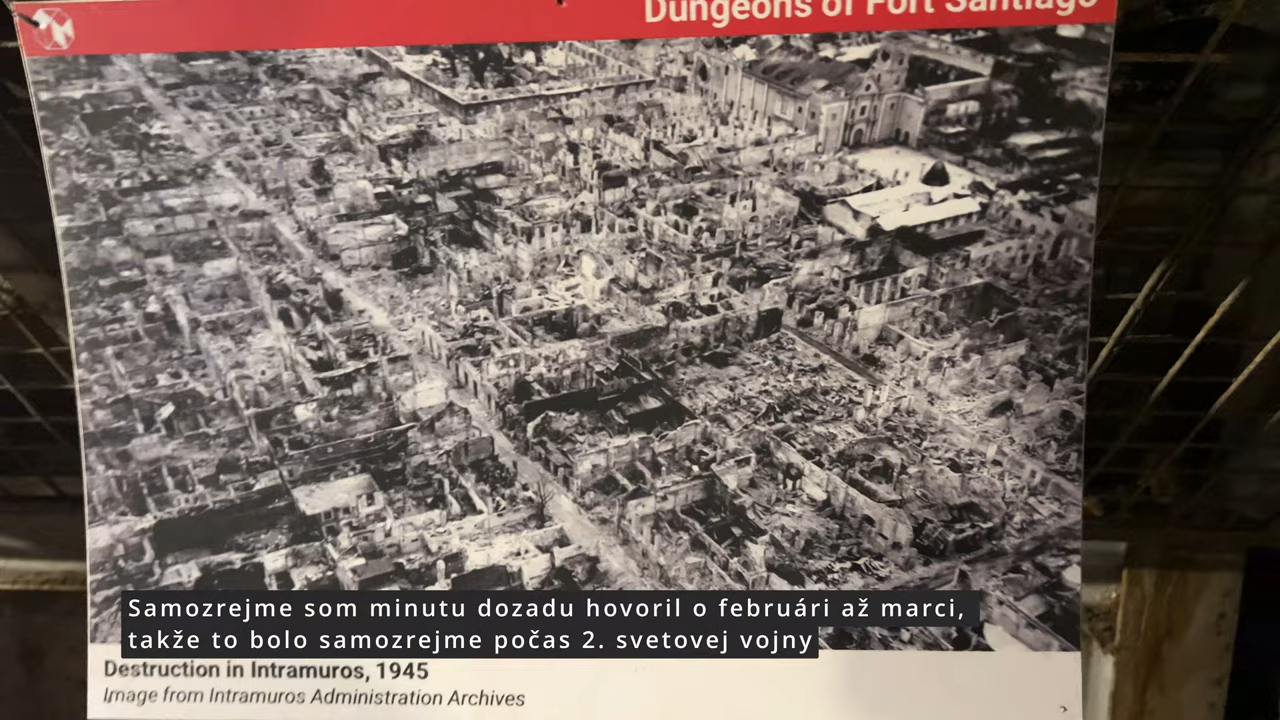 Dungeons of Fort Santiago
Samozrejme som minutu dozadu hovoril o februári až marci,
takže to bolo samozrejme počas 2. svetovej vojny
Destruction in Intramuros, 1945
Image from Intramuros Administration Archives